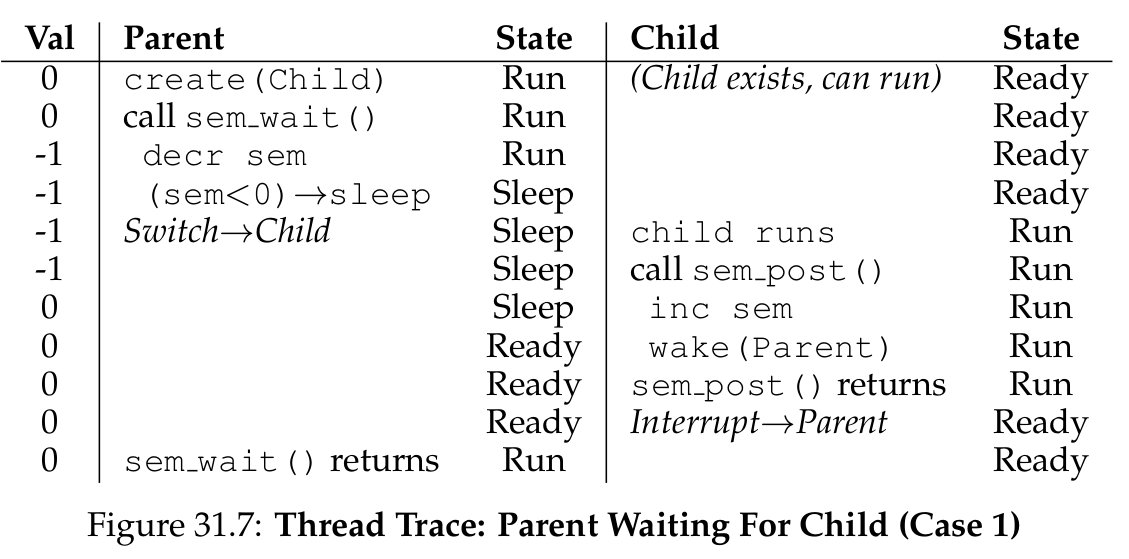 Val Parent State Child State
0 create(Child) Run (Child exists, can run) Ready
0 call sem_wait() Run Ready
-1 decr sem Run Ready
-1 (sem<0)→sleep Sleep Ready
-1 Switch→Child Sleep child runs Run
-1 Sleep call sem_post() Run
0 Sleep inc sem Run
0 Ready wake(Parent) Run
0 Ready sem_post() returns Run
0 Ready Interrupt→Parent Ready
0 sem_wait() returns Run Ready
Figure 31.7: Thread Trace: Parent Waiting For Child (Case 1)